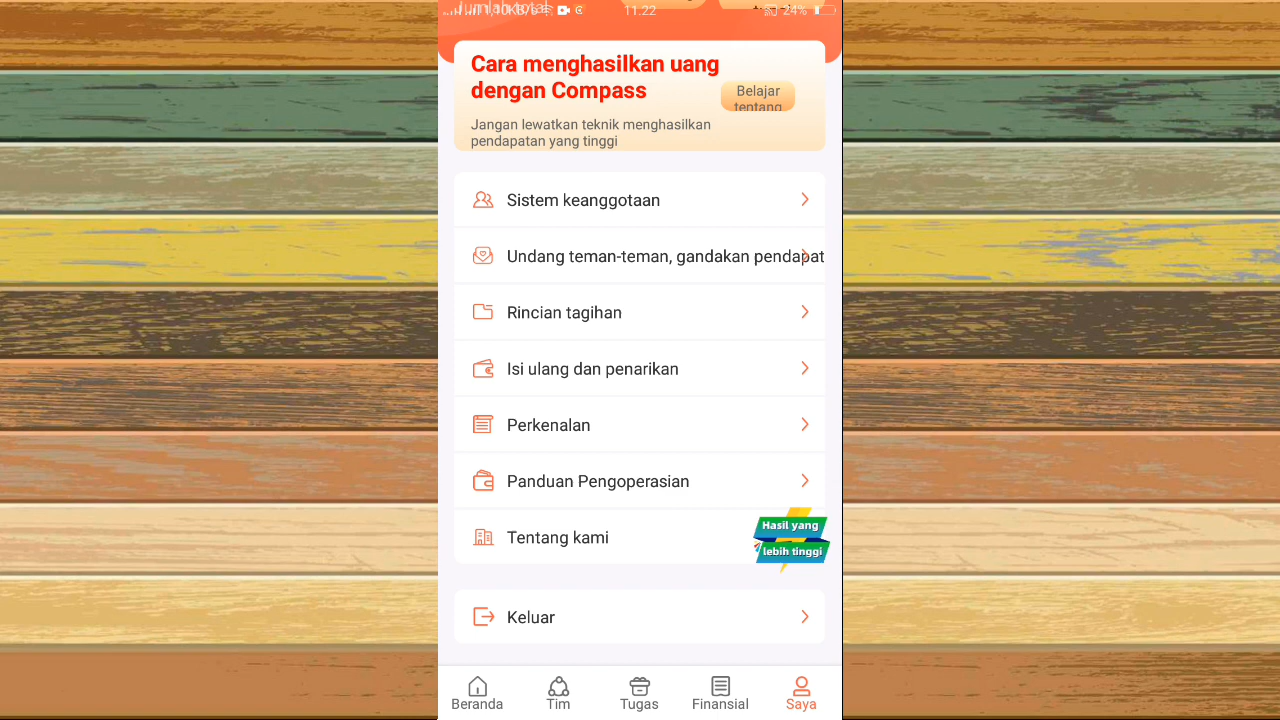 11.22
24%
Cara menghasilkan uang
dengan Compass
Belajar
tentang
Jangan lewatkan teknik menghasilkan
pendapatan yang tinggi
Sistem keanggotaan
Undang teman-teman, gandakan pendapat
Rincian tagihan
Isi ulang dan penarikan
Perkenalan
Panduan Pengoperasian
Tentang kami
Hasil yang
lebih tinggi
Keluar
Beranda
Tim
Tugas
Finansial
Saya